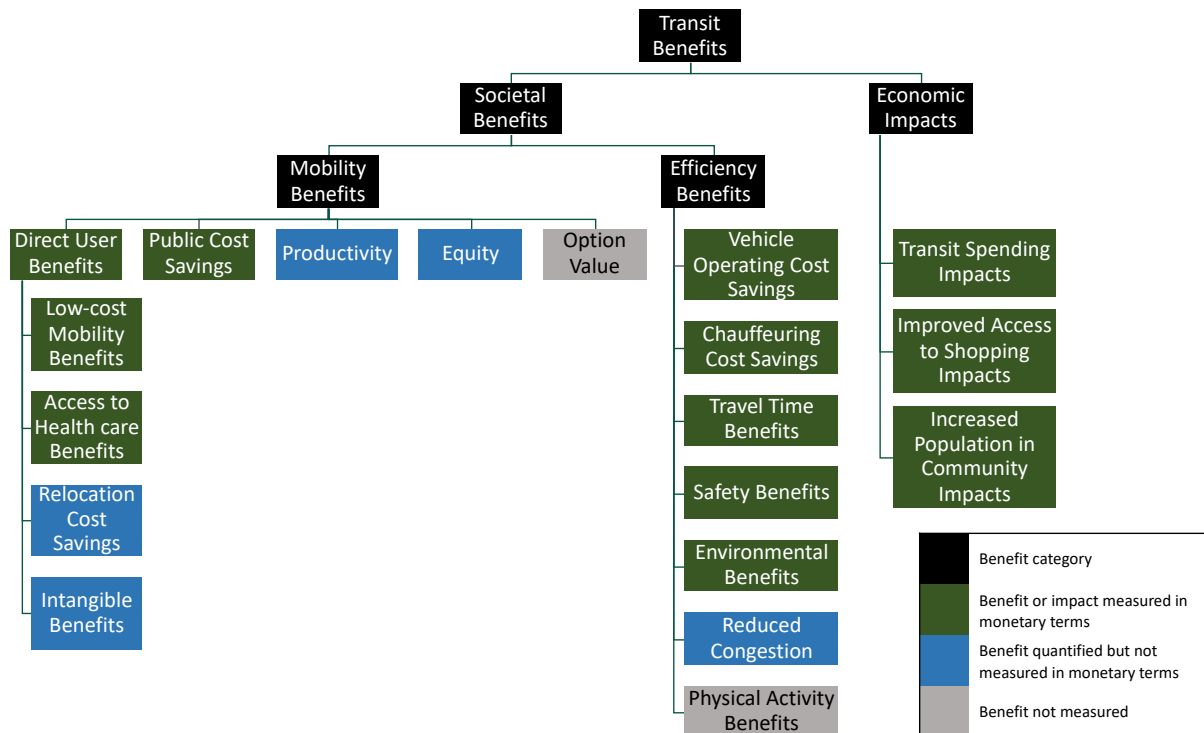 Transit
Benefits
Societal
Benefits
Economic
Impacts
Mobility
Benefits
Efficiency
Benefits
Direct User
Benefits
Public Cost
Savings
Productivity
Equity
Option
Value
Low-cost
Mobility
Benefits
Access to
Health care
Benefits
Relocation
Cost
Savings
Intangible
Benefits
Vehicle
Operating Cost
Savings
Chauffeuring
Cost Savings
Travel Time
Benefits
Safety Benefits
Environmental
Benefits
Reduced
Congestion
Physical Activity
Benefits
Transit Spending
Impacts
Improved Access
to Shopping
Impacts
Increased
Population in
Community
Impacts
Benefit category
Benefit or impact measured in
monetary terms
Benefit quantified but not
measured in monetary terms
Benefit not measured